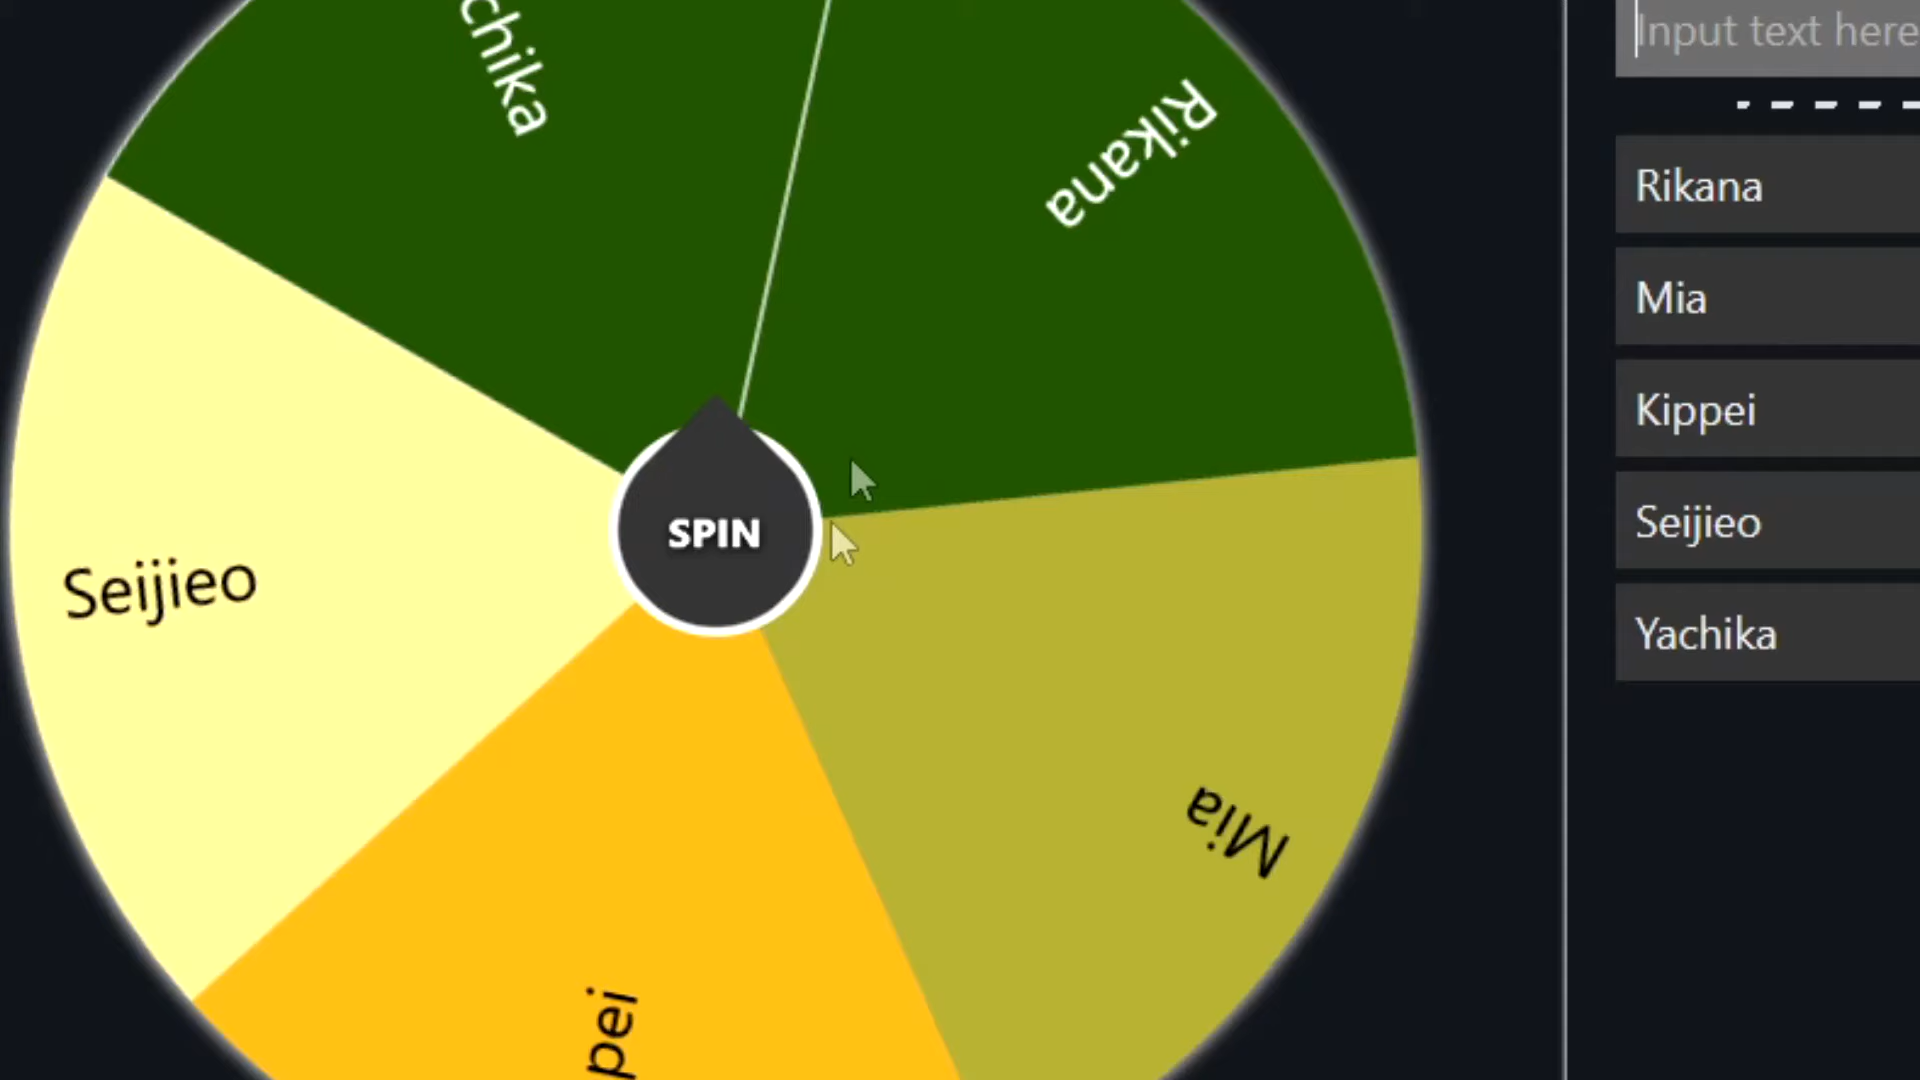 chika
Rikana
SPIN
Seijieo
Mia
pei
Input text here
Rikana
Mia
Kippei
Seijieo
Yachika